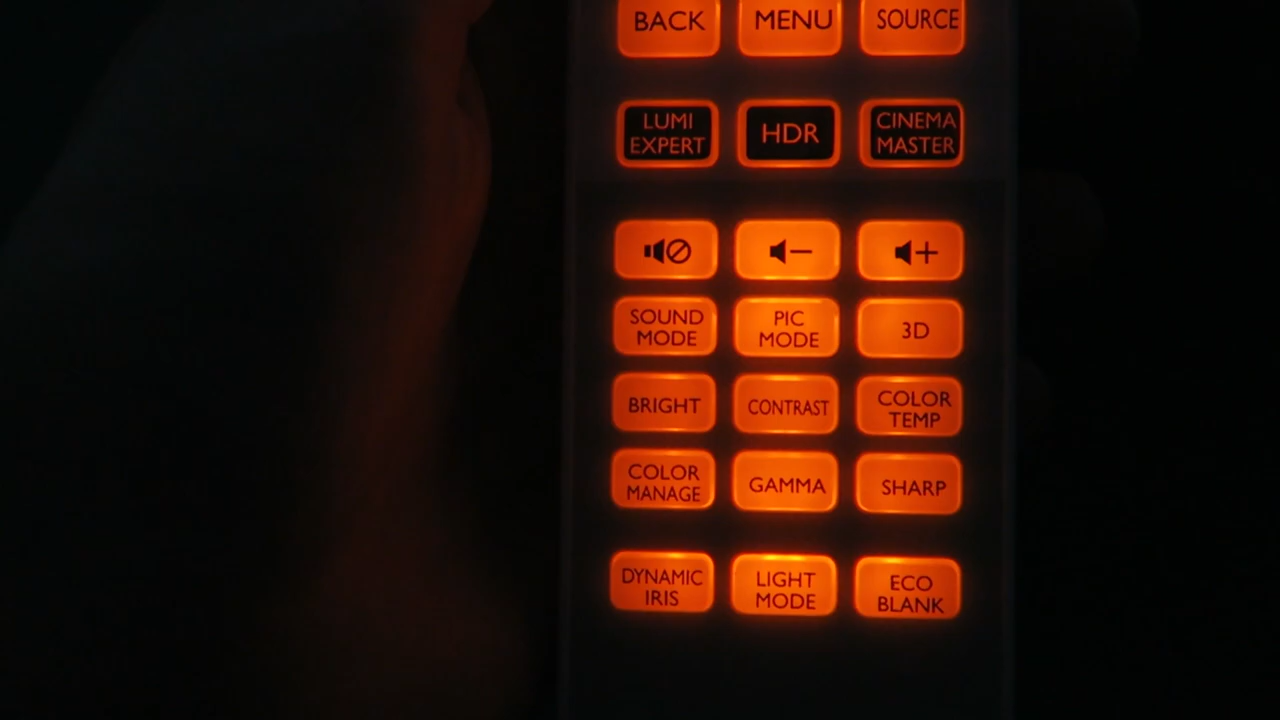 BACK MENU SOURCE
LUMI EXPERT HDR CINEMA MASTER
- +
SOUND MODE PIC MODE 3D
BRIGHT CONTRAST COLOR TEMP
COLOR MANAGE GAMMA SHARP
DYNAMIC IRIS LIGHT MODE ECO BLANK